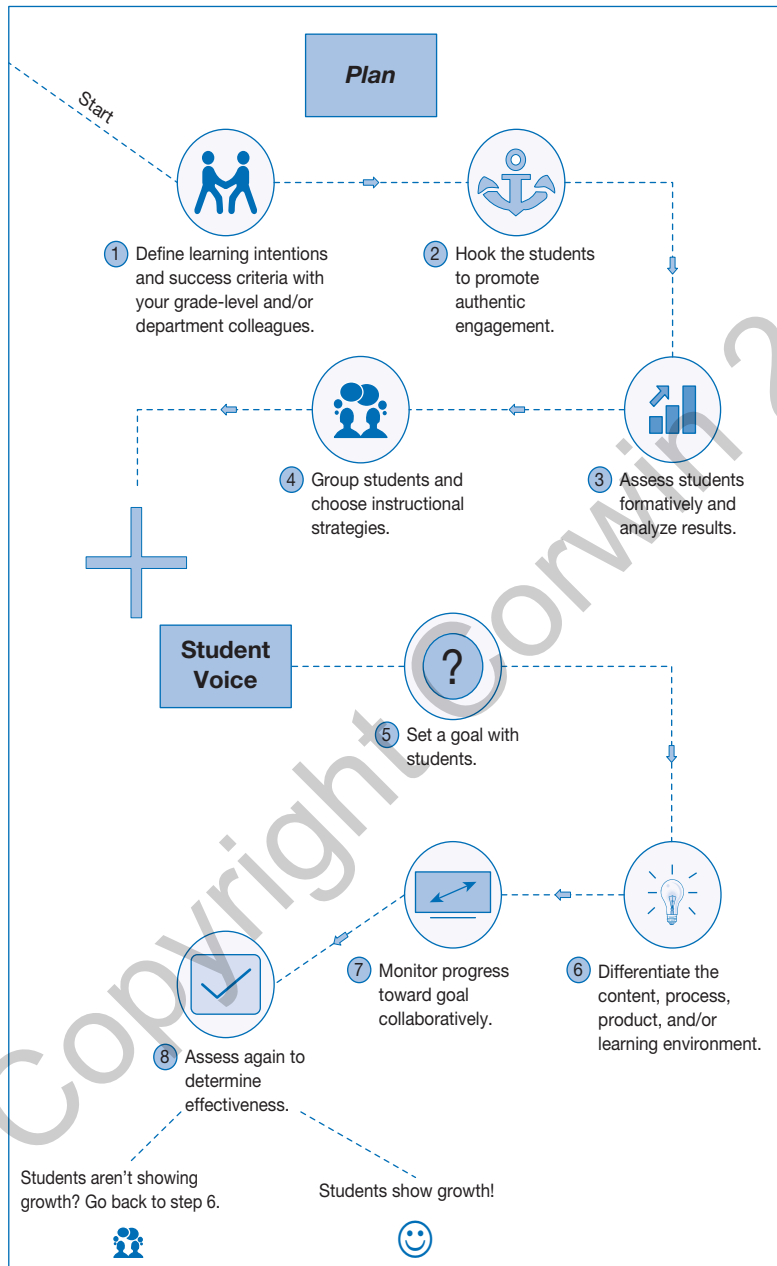 Plan
Start
1 Define learning intentions
and success criteria with
your grade-level and/or
department colleagues.
2 Hook the students
to promote
authentic
engagement.
3 Assess students
formatively and
analyze results.
4 Group students and
choose instructional
strategies.
Student
Voice
?
5 Set a goal with
students.
6 Differentiate the
content, process,
product, and/or
learning environment.
7 Monitor progress
toward goal
collaboratively.
8 Assess again to
determine
effectiveness.
Students aren't showing
growth? Go back to step 6.
Students show growth!
Copyright Corwin 2